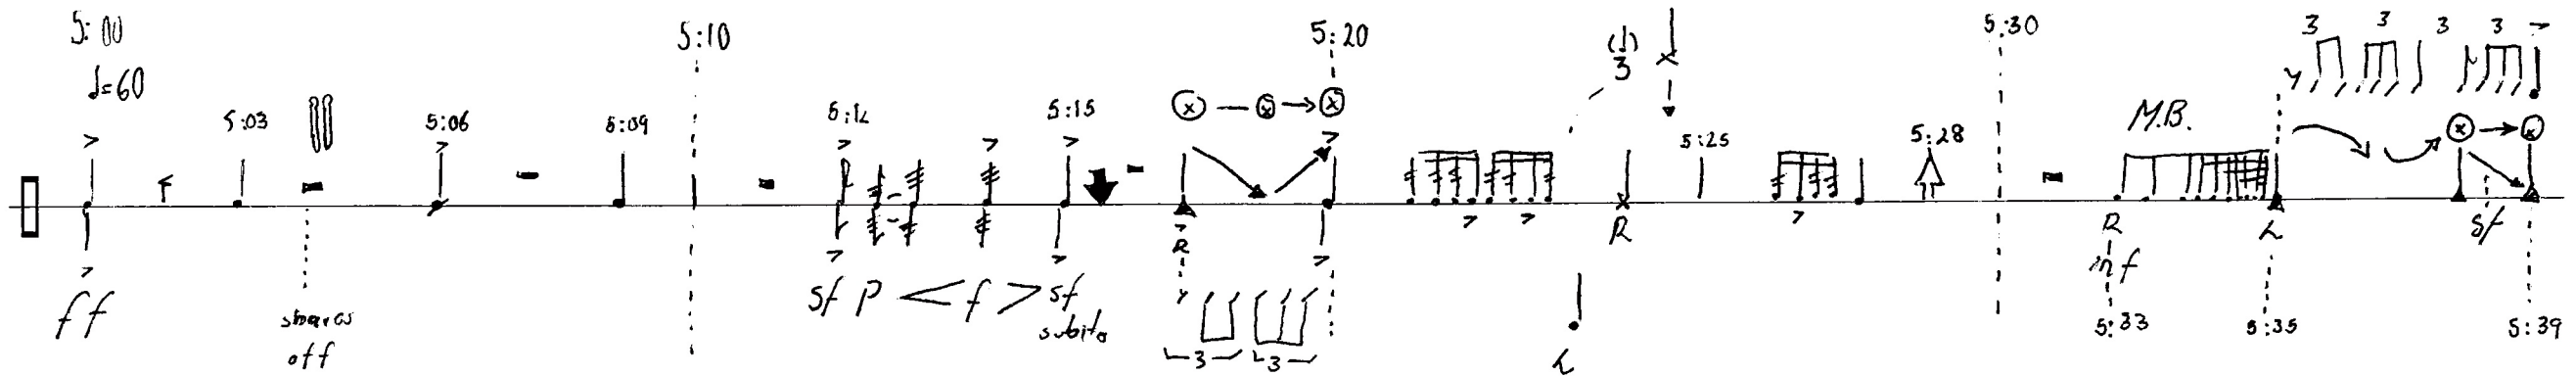 5:00 5:10 5:20 5:30
♩=60
3 3 3 3
5:03 5:06 5:09 5:12 5:15 5:25 5:28
M.B.
R R R L
ff
sf p < f > sf
subito
mf
sf
off
3 3
L
5:33 5:35 5:39